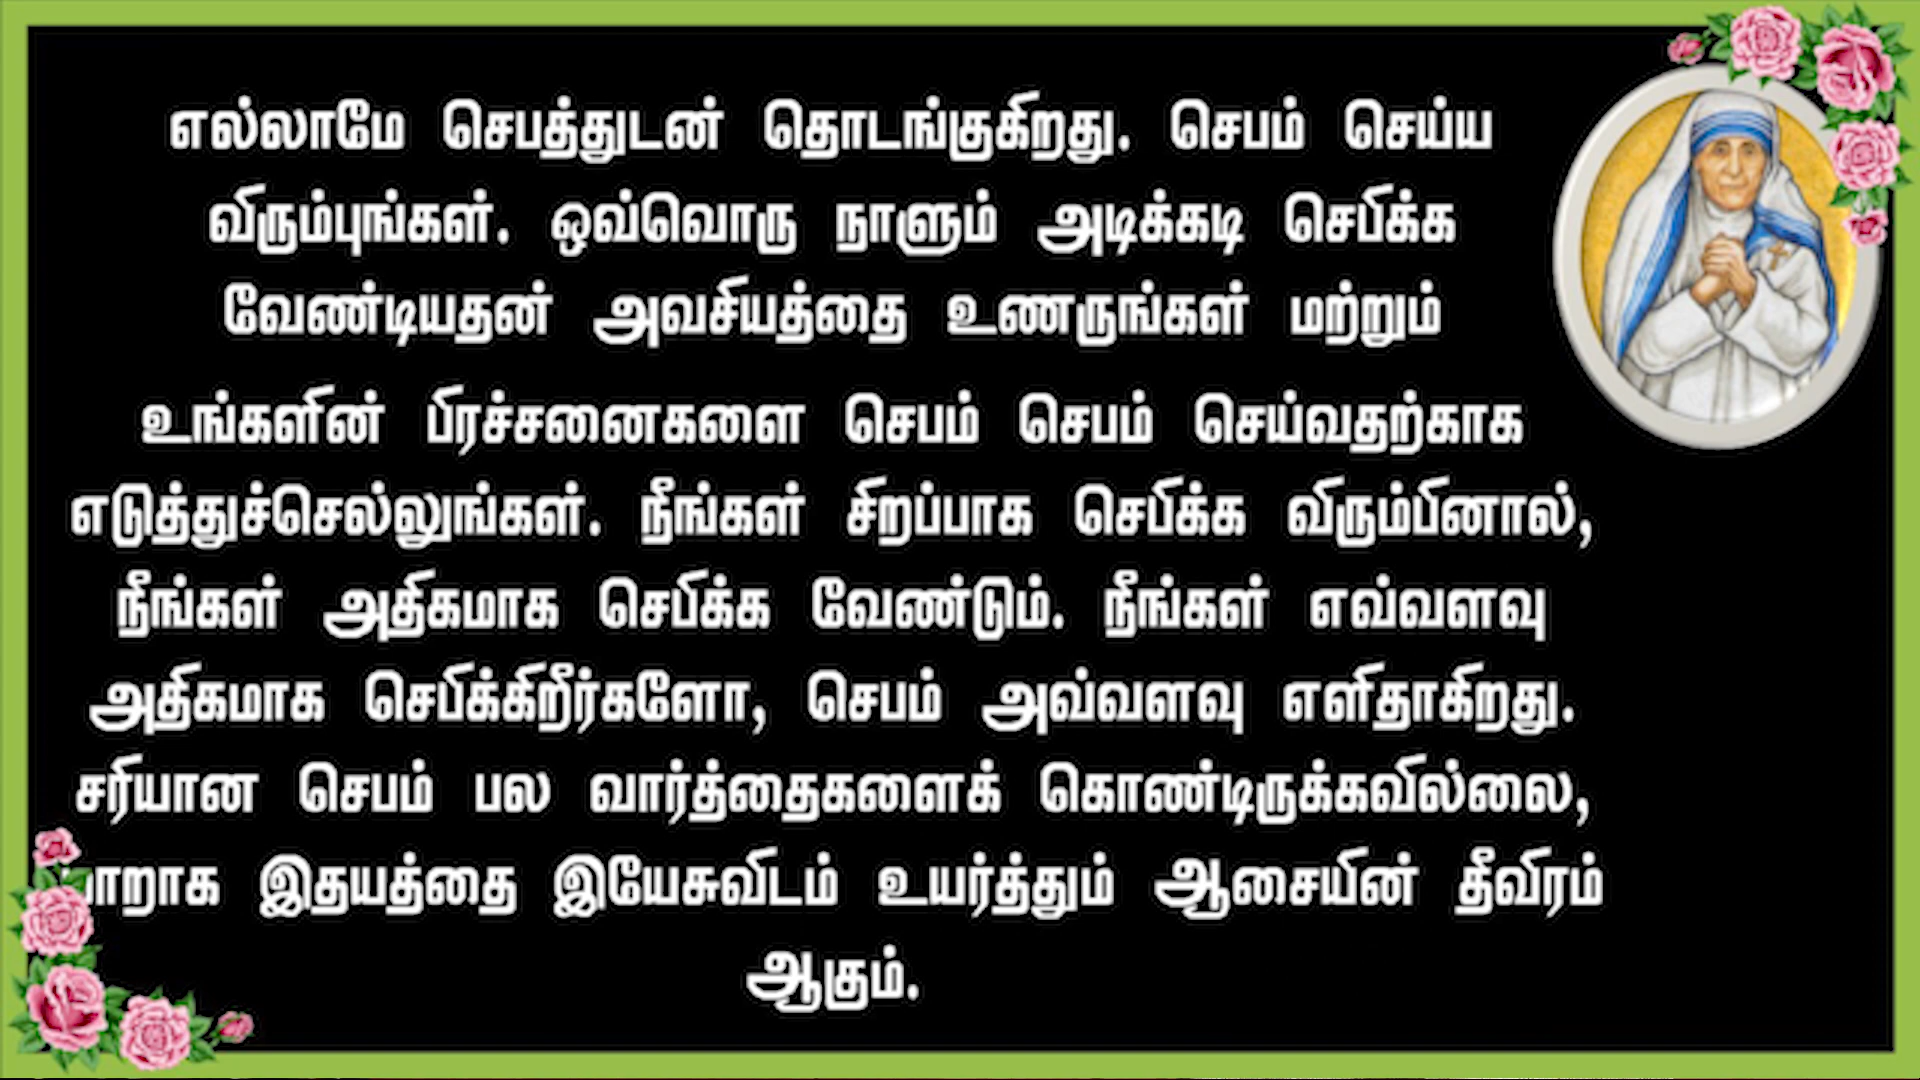 எல்லாமே செபத்துடன் தொடங்குகிறது. செபம் செய்ய
விரும்புங்கள். ஒவ்வொரு நாளும் அடிக்கடி செபிக்க
வேண்டியதன் அவசியத்தை உணருங்கள் மற்றும்
உங்களின் பிரச்சனைகளை செபம் செபம் செய்வதற்காக
எடுத்துச்செல்லுங்கள். நீங்கள் சிறப்பாக செபிக்க விரும்பினால்,
நீங்கள் அதிகமாக செபிக்க வேண்டும். நீங்கள் எவ்வளவு
அதிகமாக செபிக்கிறீர்களோ, செபம் அவ்வளவு எளிதாகிறது.
சரியான செபம் பல வார்த்தைகளைக் கொண்டிருக்கவில்லை,
இதயத்தை இயேசுவிடம் உயர்த்தும் ஆசையின் தீவிரம்
ஆகும்.